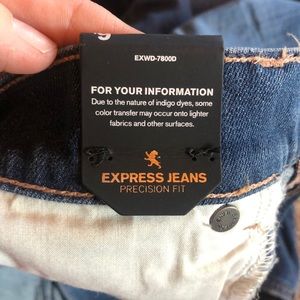 EXWD-7800D
FOR YOUR INFORMATION
Due to the nature of indigo dyes, some
color transfer may occur onto lighter
fabrics and other surfaces.
EXPRESS JEANS
PRECISION FIT